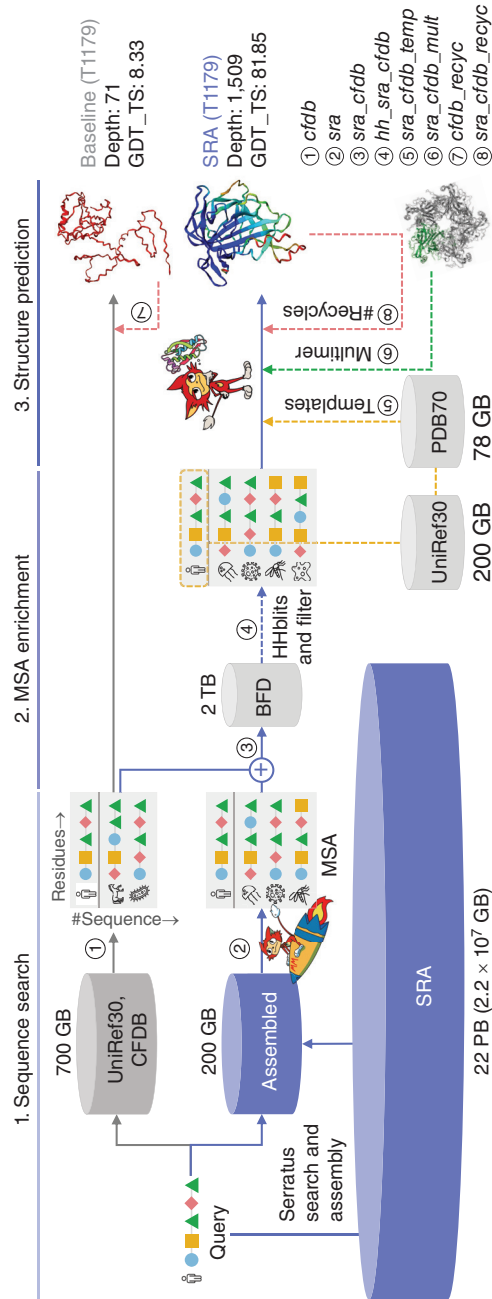 1. Sequence search
2. MSA enrichment
3. Structure prediction
700 GB
UniRef30,
CFDB
①
Residues→
#Sequence→
Query
200 GB
Assembled
②
MSA
③
+
2 TB
BFD
④
HHblits
and filter
Serratus
search and
assembly
SRA
22 PB (2.2 × 10⁷ GB)
UniRef30
200 GB
PDB70
78 GB
⑤
Templates
⑥
Multimer
⑧
#Recycles
⑦
Baseline (T1179)
Depth: 71
GDT_TS: 8.33
SRA (T1179)
Depth: 1,509
GDT_TS: 81.85
① cfdb
② sra
③ sra_cfdb
④ hh_sra_cfdb
⑤ sra_cfdb_temp
⑥ sra_cfdb_mult
⑦ cfdb_recyc
⑧ sra_cfdb_recyc